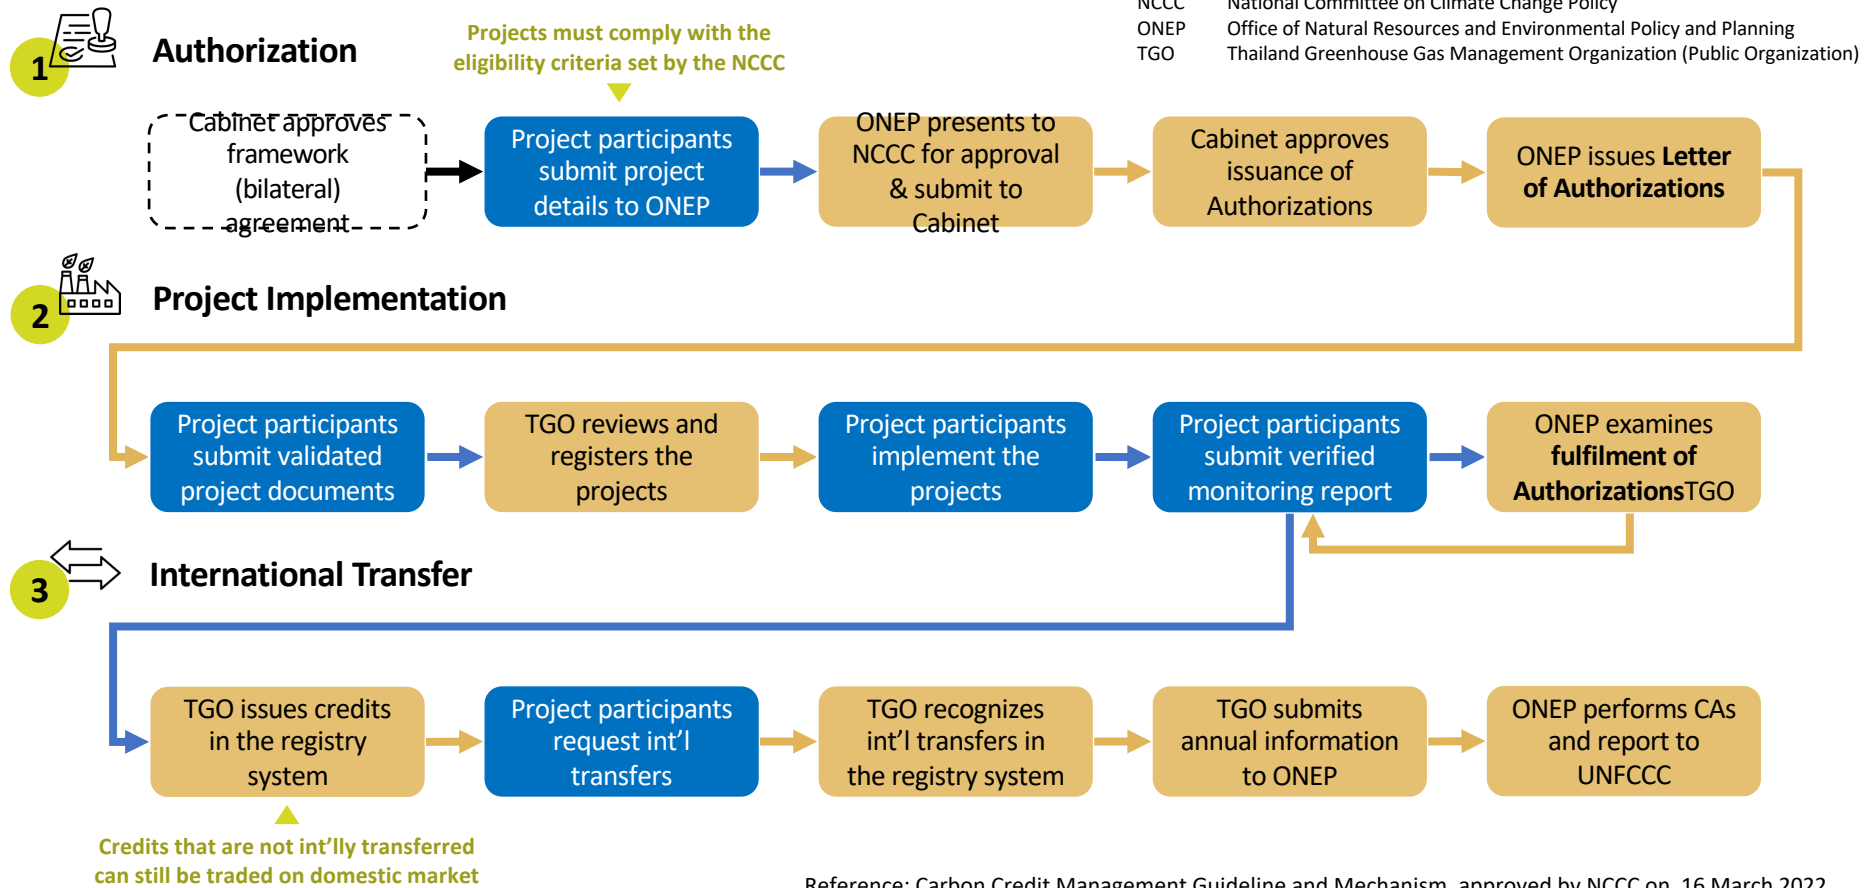 NCCC National Committee on Climate Change Policy
ONEP Office of Natural Resources and Environmental Policy and Planning
TGO Thailand Greenhouse Gas Management Organization (Public Organization)
1
Authorization
Projects must comply with the
eligibility criteria set by the NCCC
Cabinet approves
framework
(bilateral)
agreement
Project participants
submit project
details to ONEP
ONEP presents to
NCCC for approval
& submit to
Cabinet
Cabinet approves
issuance of
Authorizations
ONEP issues Letter
of Authorizations
2
Project Implementation
Project participants
submit validated
project documents
TGO reviews and
registers the
projects
Project participants
implement the
projects
Project participants
submit verified
monitoring report
ONEP examines
fulfilment of
AuthorizationsTGO
3
International Transfer
TGO issues credits
in the registry
system
Project participants
request int’l
transfers
TGO recognizes
int’l transfers in
the registry system
TGO submits
annual information
to ONEP
ONEP performs CAs
and report to
UNFCCC
Credits that are not int’lly transferred
can still be traded on domestic market
Reference: Carbon Credit Management Guideline and Mechanism, approved by NCCC on 16 March 2022